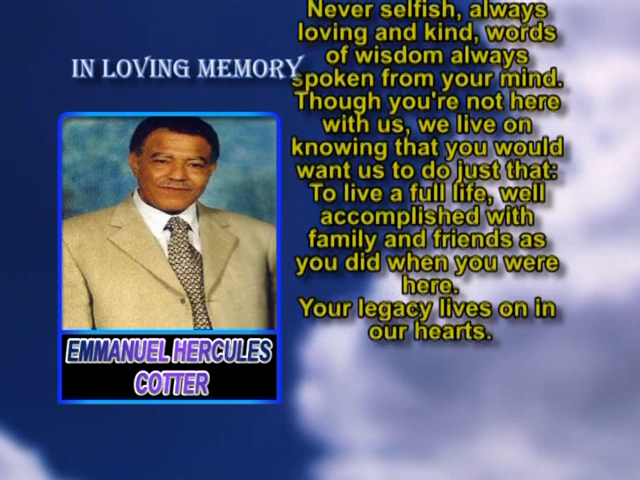 IN LOVING MEMORY
EMMANUEL HERCULES
COTTER
Never selfish, always
loving and kind, words
of wisdom always
spoken from your mind.
Though you're not here
with us, we live on
knowing that you would
want us to do just that:
To live a full life, well
accomplished with
family and friends as
you did when you were
here.
Your legacy lives on in
our hearts.